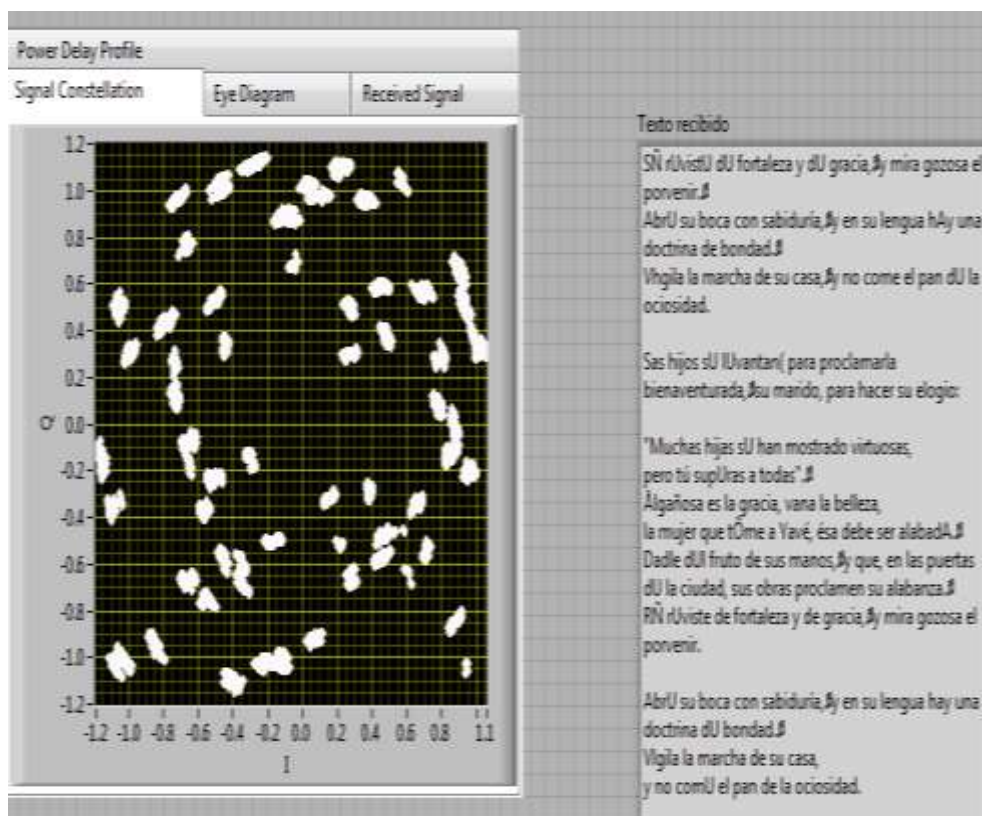 Power Delay Profile
Signal Constellation
Eye Diagram
Received Signal
1.2
1.0
0.8
0.6
0.4
0.2
0.0
-0.2
-0.4
-0.6
-0.8
-1.0
-1.2
Q
-1.2 -1.0 -0.8 -0.6 -0.4 -0.2 0.0 0.2 0.4 0.6 0.8 1.1
I
Texto recibido
SÑ rUvistU dU fortaleza y dU gracia, y mira gozosa el
porvenir.
AbrU su boca con sabiduría, y en su lengua hAy una
doctrina de bondad.
Vhgila la marcha de su casa, y no come el pan dU la
ociosidad.
Sas hijos sU lUvantan( para proclamarla
bienaventurada, su marido, para hacer su elogio:
"Muchas hijas sU han mostrado virtuosas,
pero tú supUras a todas".
Àlgañosa es la gracia, vana la belleza,
la mujer que tÕme a Yavé, ésa debe ser alabadA.
Dadle dUl fruto de sus manos, y que, en las puertas
dU la ciudad, sus obras proclamen su alabanza.
RÑ rUviste de fortaleza y de gracia, y mira gozosa el
porvenir.
AbrU su boca con sabiduría, y en su lengua hay una
doctrina dU bondad.
VIgila la marcha de su casa,
y no comU el pan de la ociosidad.